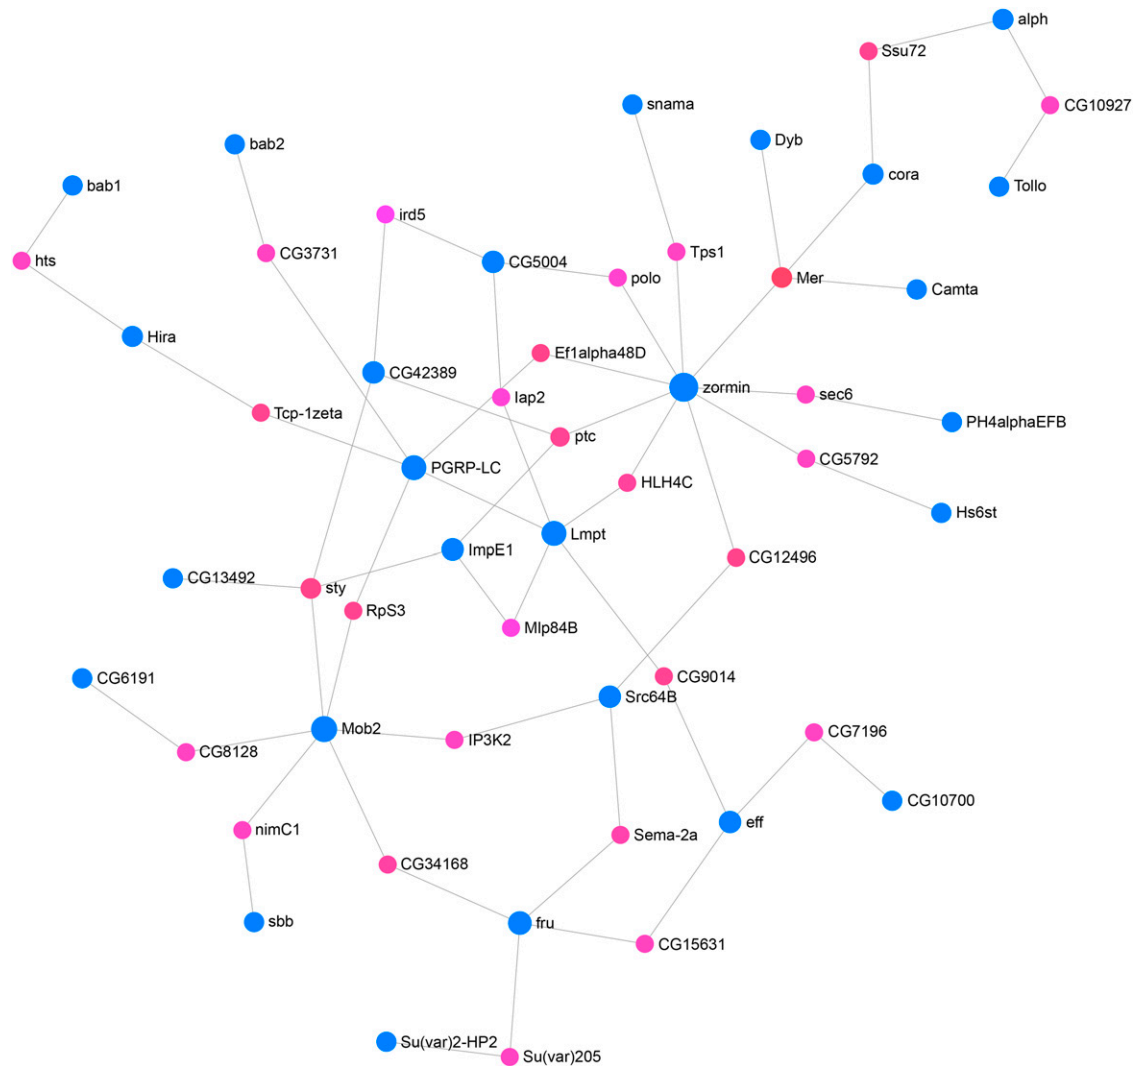 alph
Ssu72
CG10927
snama
Dyb
bab2
cora
bab1
Tollo
ird5
CG3731
Tps1
hts
CG5004
polo
Mer
Camta
Hira
Ef1alpha48D
CG42389
zormin
Iap2
sec6
Tcp-1zeta
PH4alphaEFB
ptc
CG5792
PGRP-LC
HLH4C
Hs6st
Lmpt
ImpE1
CG12496
CG13492
sty
RpS3
Mlp84B
CG9014
CG6191
Src64B
Mob2
CG7196
IP3K2
CG8128
CG10700
eff
nimC1
Sema-2a
CG34168
sbb
fru
CG15631
Su(var)2-HP2
Su(var)205